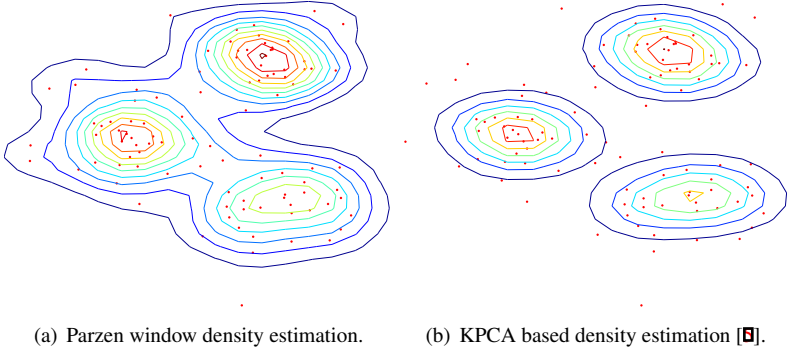 (a) Parzen window density estimation.
(b) KPCA based density estimation [].